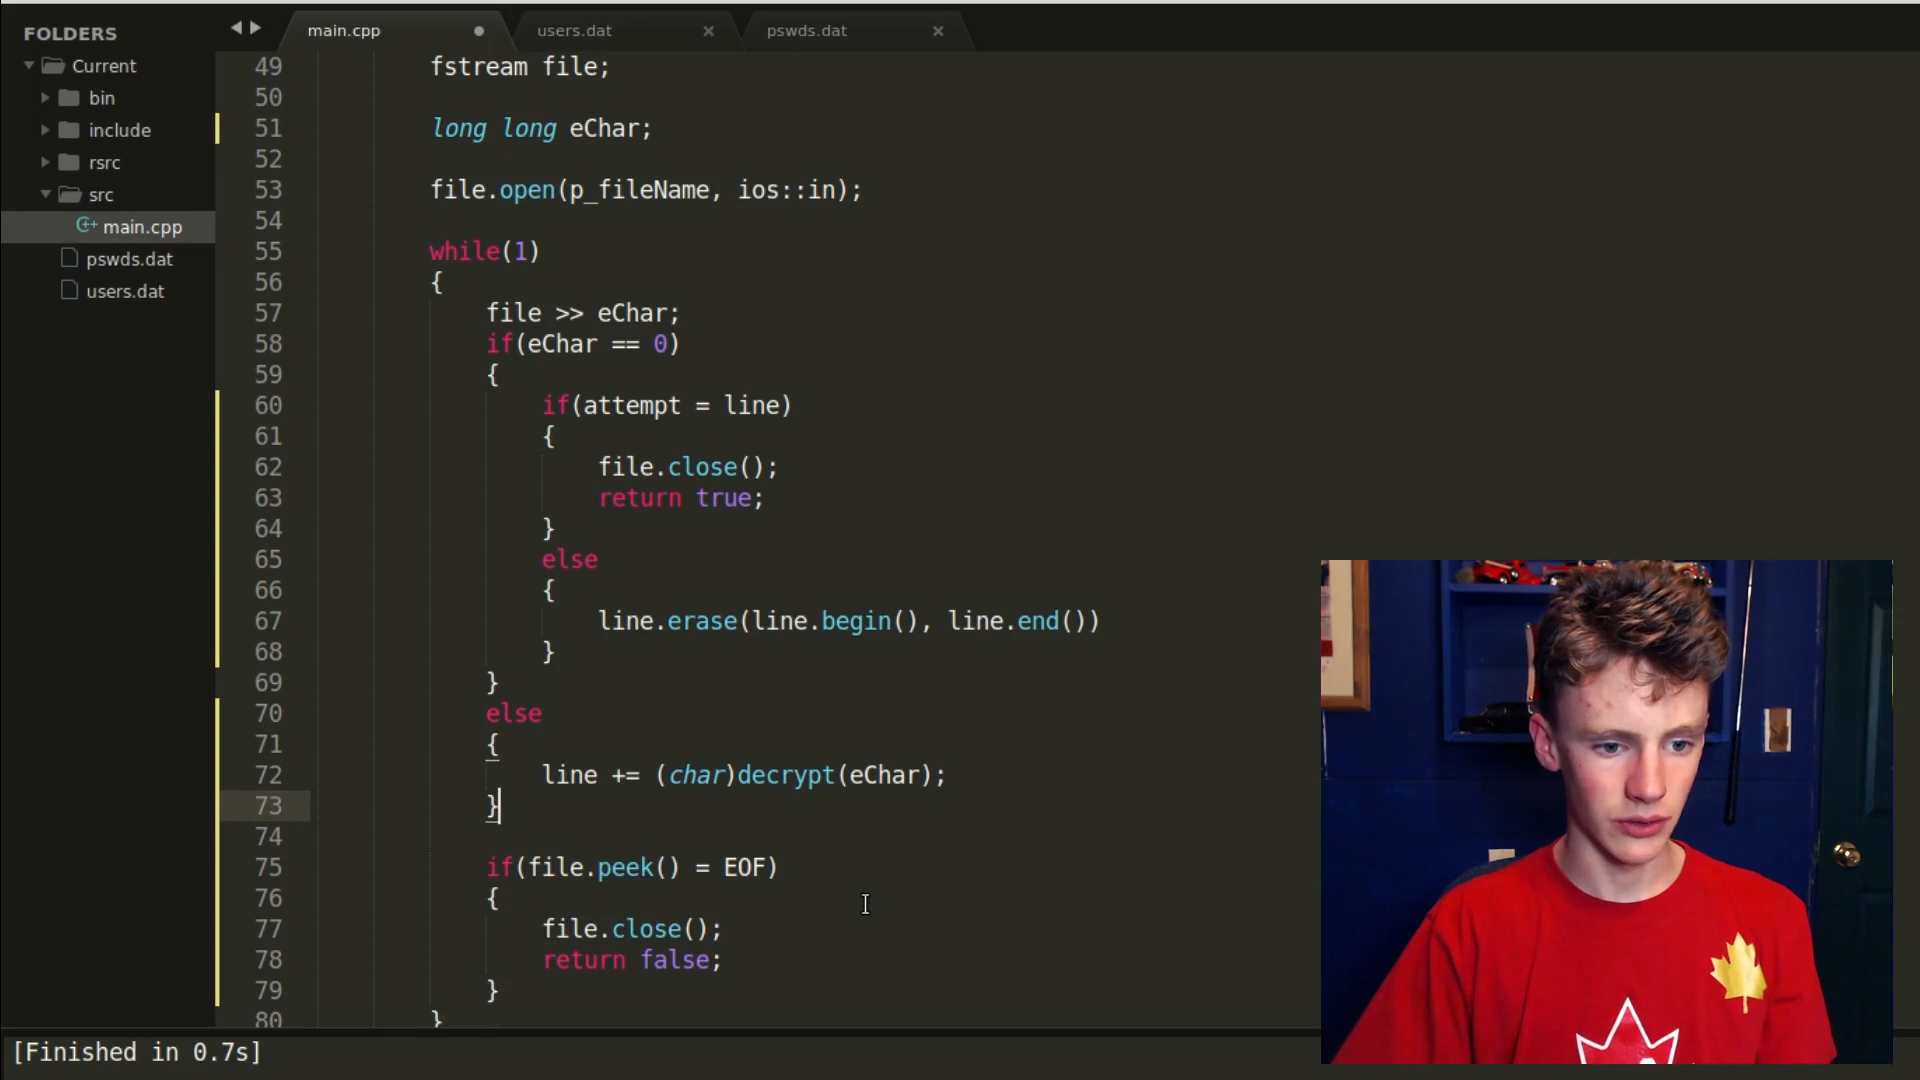 FOLDERS
Current
bin
include
rsrc
src
main.cpp
pswds.dat
users.dat
main.cpp
users.dat
pswds.dat
49 fstream file;
50
51 long long eChar;
52
53 file.open(p_fileName, ios::in);
54
55 while(1)
56 {
57 file >> eChar;
58 if(eChar == 0)
59 {
60 if(attempt = line)
61 {
62 file.close();
63 return true;
64 }
65 else
66 {
67 line.erase(line.begin(), line.end())
68 }
69 }
70 else
71 {
72 line += (char)decrypt(eChar);
73 }
74
75 if(file.peek() = EOF)
76 {
77 file.close();
78 return false;
79 }
80 }
[Finished in 0.7s]